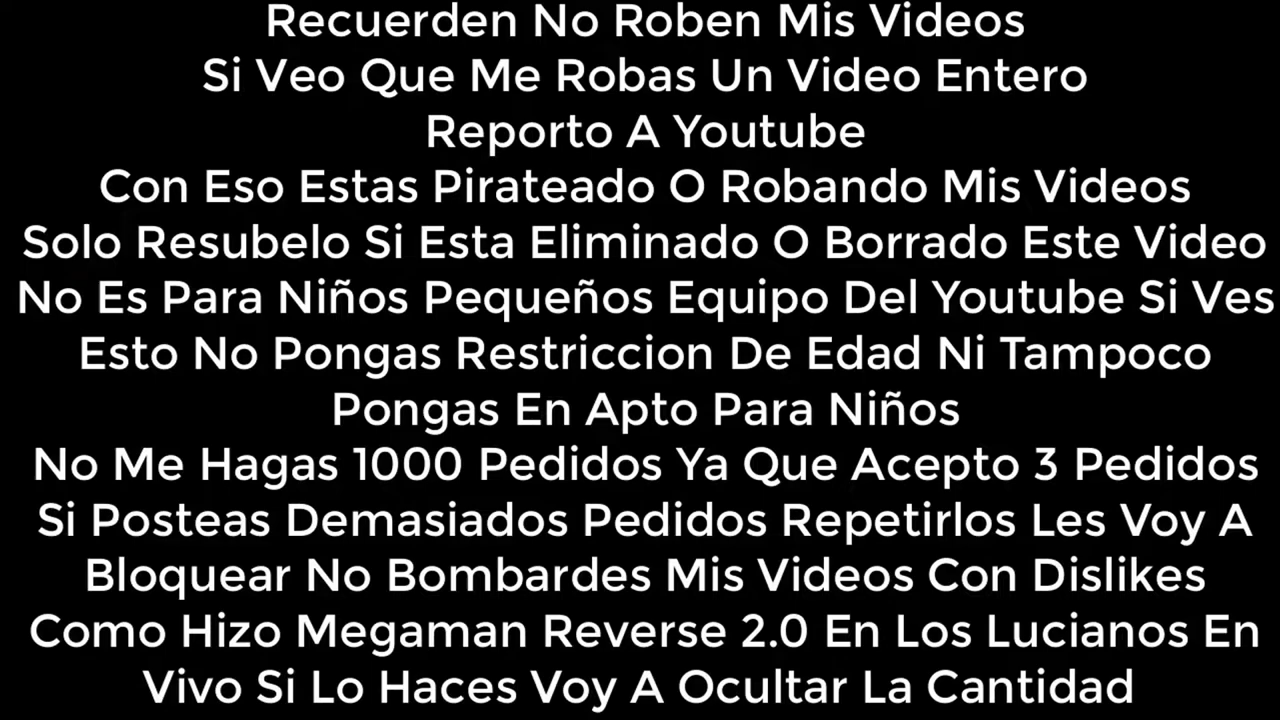 Recuerden No Roben Mis Videos
Si Veo Que Me Robas Un Video Entero
Reporto A Youtube
Con Eso Estas Pirateado O Robando Mis Videos
Solo Resubelo Si Esta Eliminado O Borrado Este Video
No Es Para Niños Pequeños Equipo Del Youtube Si Ves
Esto No Pongas Restriccion De Edad Ni Tampoco
Pongas En Apto Para Niños
No Me Hagas 1000 Pedidos Ya Que Acepto 3 Pedidos
Si Posteas Demasiados Pedidos Repetirlos Les Voy A
Bloquear No Bombardes Mis Videos Con Dislikes
Como Hizo Megaman Reverse 2.0 En Los Lucianos En
Vivo Si Lo Haces Voy A Ocultar La Cantidad